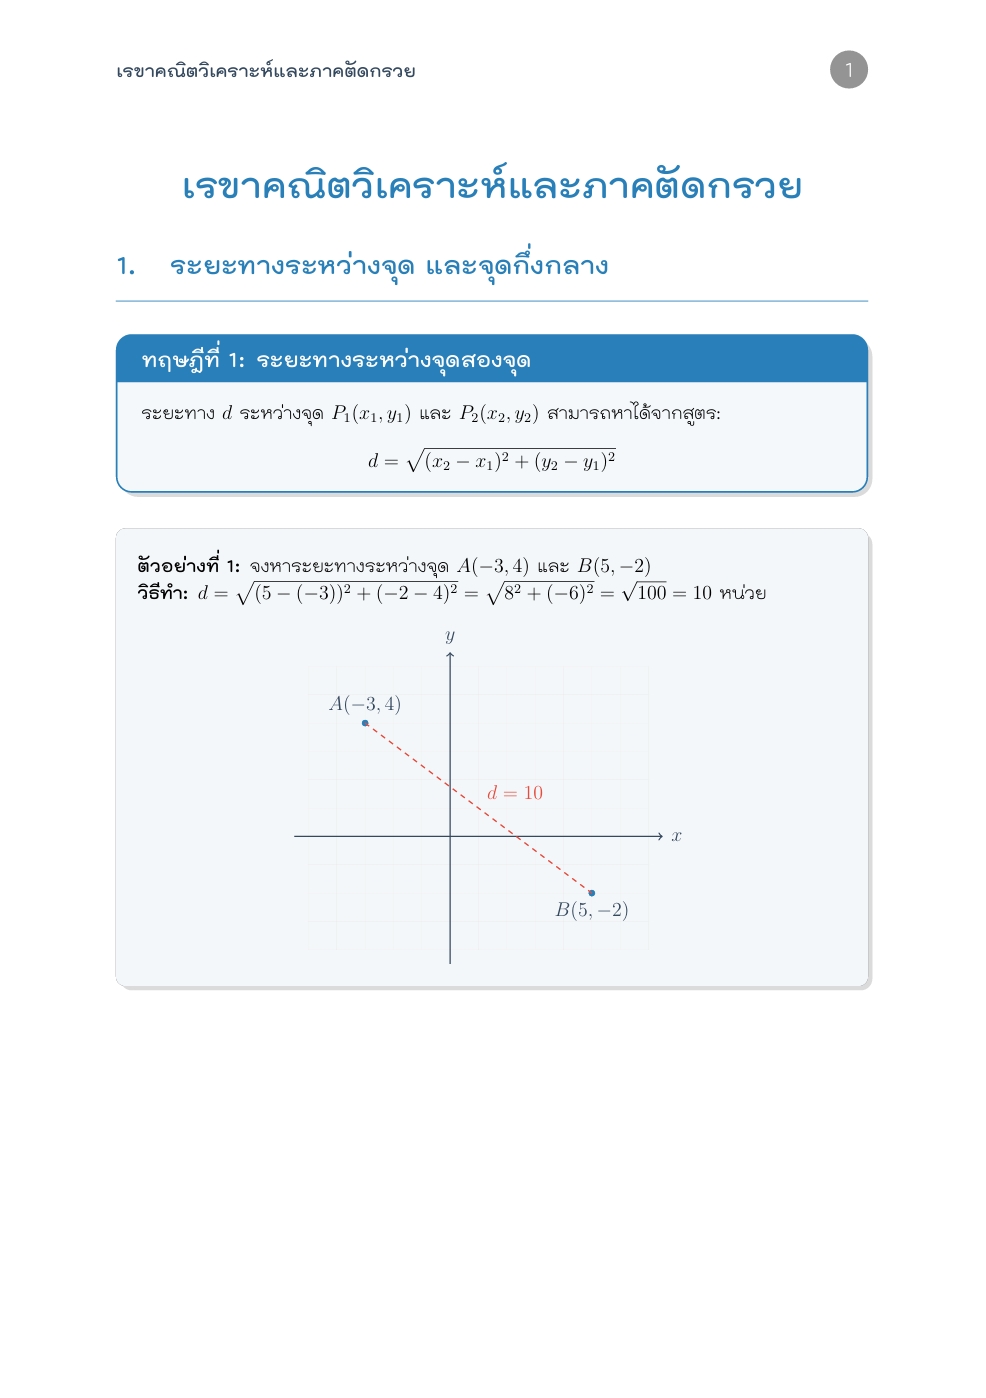 เรขาคณิตวิเคราะห์และภาคตัดกรวย 1
เรขาคณิตวิเคราะห์และภาคตัดกรวย
1. ระยะทางระหว่างจุด และจุดกึ่งกลาง
ทฤษฎีที่ 1: ระยะทางระหว่างจุดสองจุด
ระยะทาง d ระหว่างจุด P₁(x₁, y₁) และ P₂(x₂, y₂) สามารถหาได้จากสูตร:
d = √((x₂ − x₁)² + (y₂ − y₁)²)
ตัวอย่างที่ 1: จงหาระยะทางระหว่างจุด A(−3, 4) และ B(5, −2)
วิธีทำ: d = √((5 − (−3))² + (−2 − 4)²) = √(8² + (−6)²) = √100 = 10 หน่วย
y
A(−3, 4)
d = 10
x
B(5, −2)